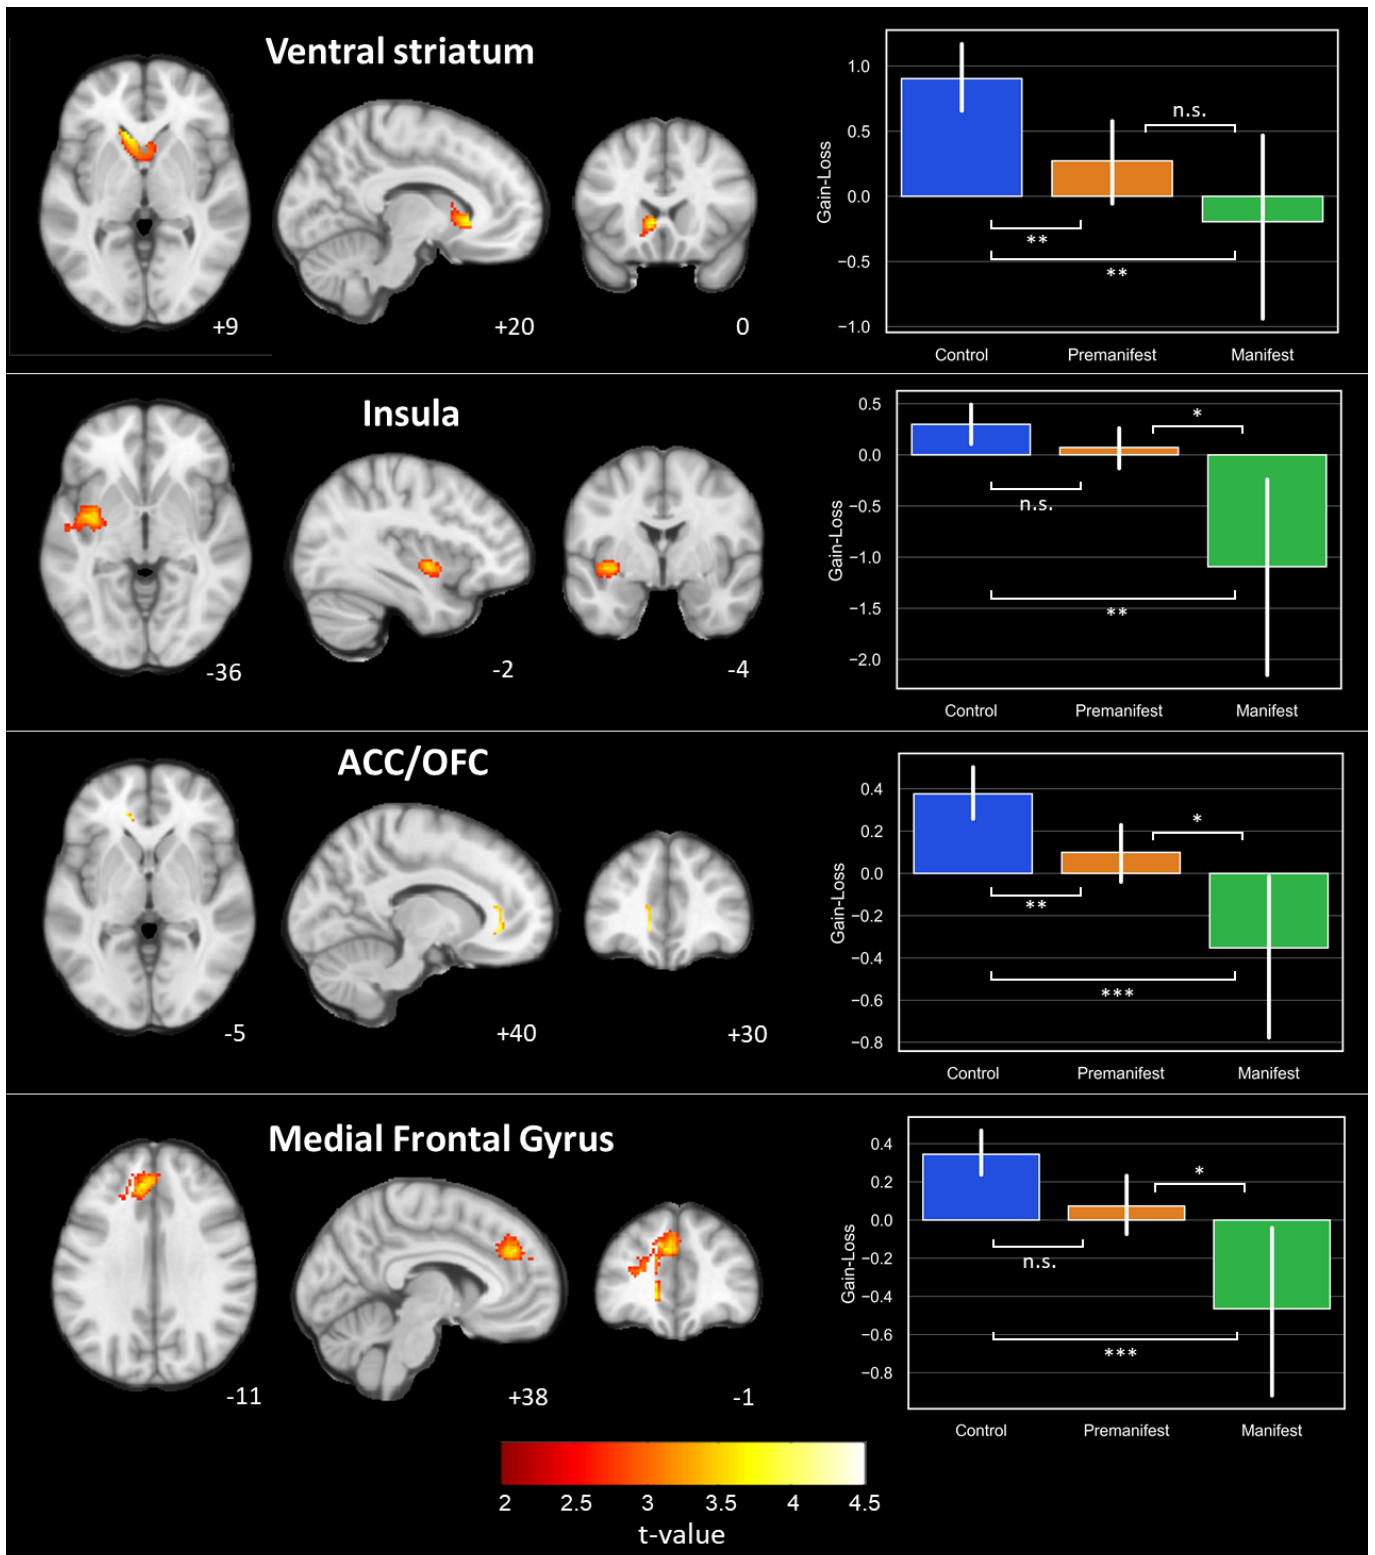 Ventral striatum
+9
+20
0
1.0
0.5
0.0
−0.5
−1.0
Gain-Loss
n.s.
**
**
Control Premanifest Manifest
Insula
-36
-2
-4
0.5
0.0
−0.5
−1.0
−1.5
−2.0
Gain-Loss
*
n.s.
**
Control Premanifest Manifest
ACC/OFC
-5
+40
+30
0.4
0.2
0.0
−0.2
−0.4
−0.6
−0.8
Gain-Loss
*
**
***
Control Premanifest Manifest
Medial Frontal Gyrus
-11
+38
-1
0.4
0.2
0.0
−0.2
−0.4
−0.6
−0.8
Gain-Loss
*
n.s.
***
Control Premanifest Manifest
2 2.5 3 3.5 4 4.5
t-value